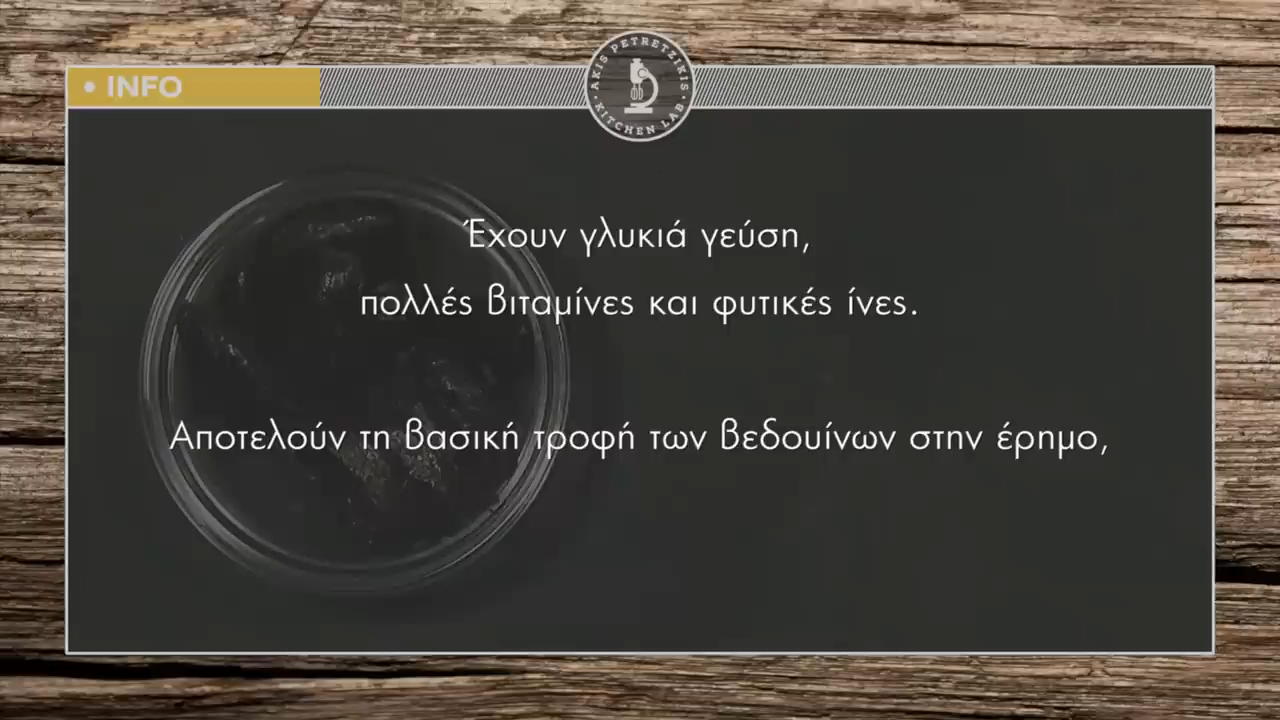 AKIS PETRETZIKIS
KITCHEN LAB
• INFO
Έχουν γλυκιά γεύση,
πολλές βιταμίνες και φυτικές ίνες.
Αποτελούν τη βασική τροφή των βεδουίνων στην έρημο,